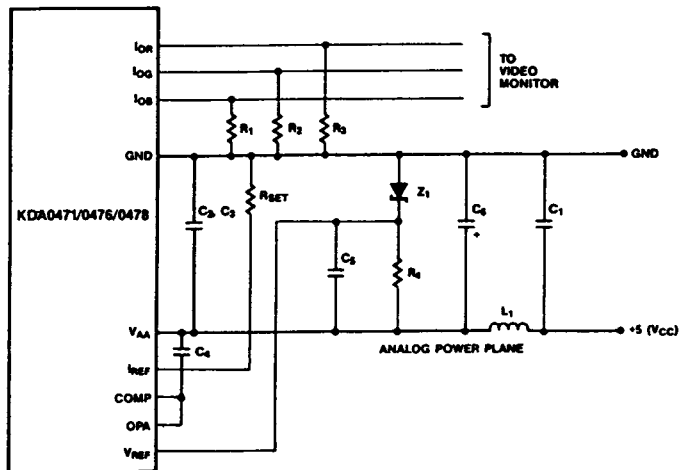 IOR
IOG
IOB
TO
VIDEO
MONITOR
R1
R2
R3
GND
GND
KDA0471/0476/0478
C2, C3
RSET
Z1
C6
+
C1
C5
R4
L1
VAA
+5 (VCC)
C4
ANALOG POWER PLANE
IREF
COMP
OPA
VREF